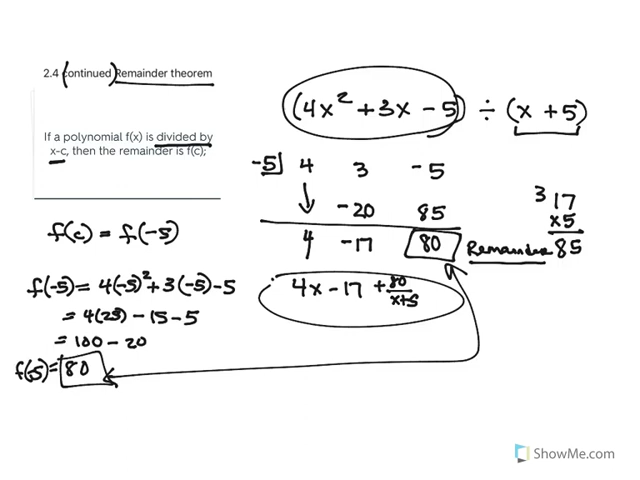 2.4 (continued) Remainder theorem
If a polynomial f(x) is divided by
x-c, then the remainder is f(c);
(4x² + 3x - 5) ÷ (x + 5)
-5 4 3 -5
-20 85
4 -17 80 Remainder
4x - 17 + 80/x+5
3 17
x5
85
f(c) = f(-5)
f(-5) = 4(-5)² + 3(-5) - 5
= 4(25) - 15 - 5
= 100 - 20
f(-5) = 80
ShowMe.com